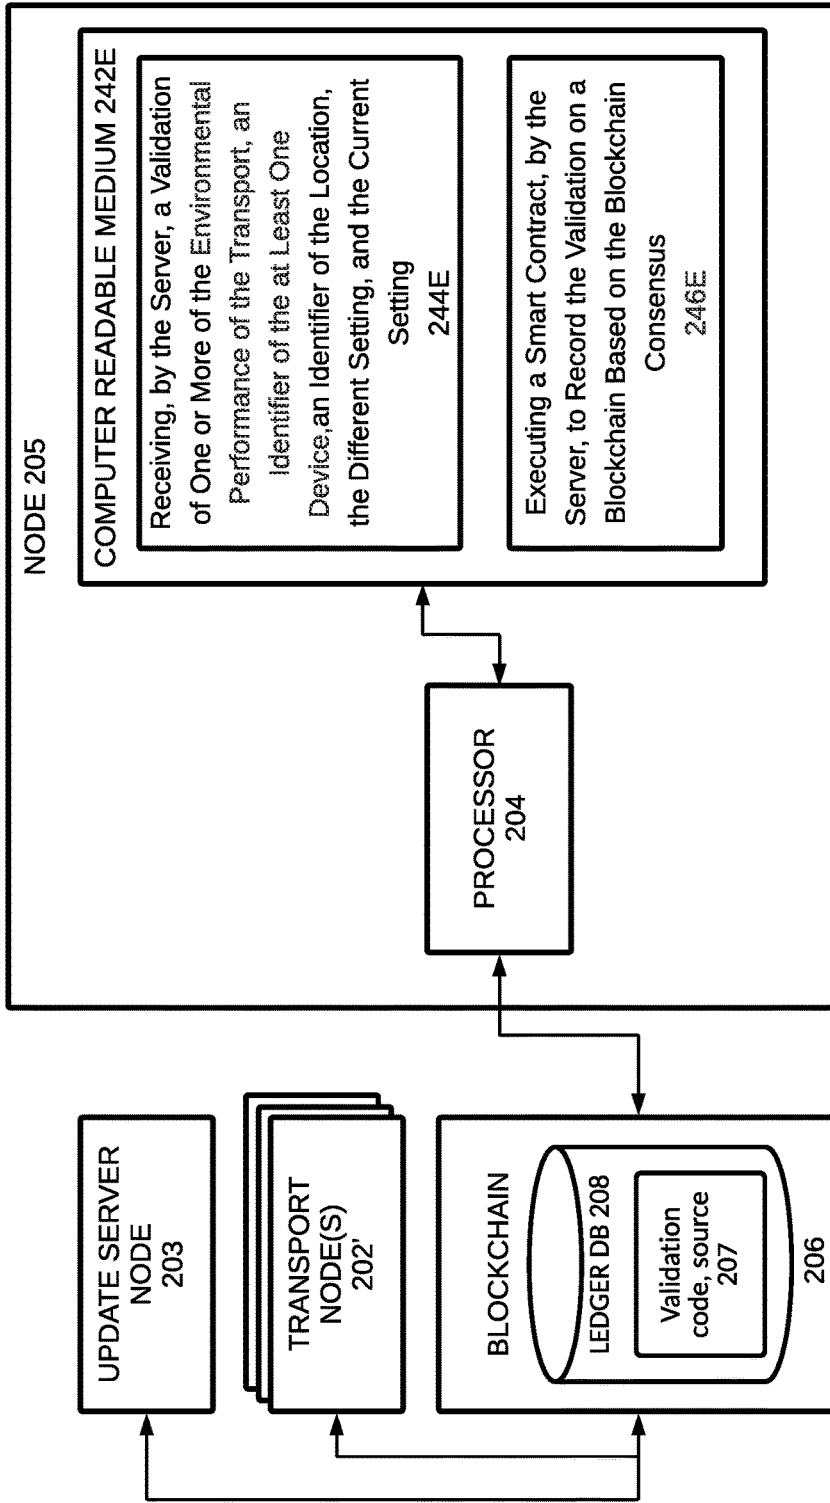 NODE 205
COMPUTER READABLE MEDIUM 242E
Receiving, by the Server, a Validation
of One or More of the Environmental
Performance of the Transport, an
Identifier of the at Least One
Device,an Identifier of the Location,
the Different Setting, and the Current
Setting
244E
Executing a Smart Contract, by the
Server, to Record the Validation on a
Blockchain Based on the Blockchain
Consensus
246E
PROCESSOR
204
UPDATE SERVER
NODE
203
TRANSPORT
NODE(S)
202'
BLOCKCHAIN
LEDGER DB 208
Validation
code, source
207
206